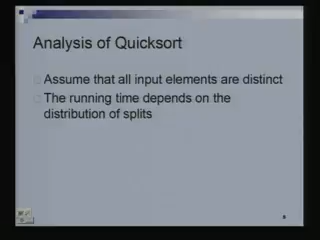 Analysis of Quicksort
Assume that all input elements are distinct
The running time depends on the
distribution of splits
8